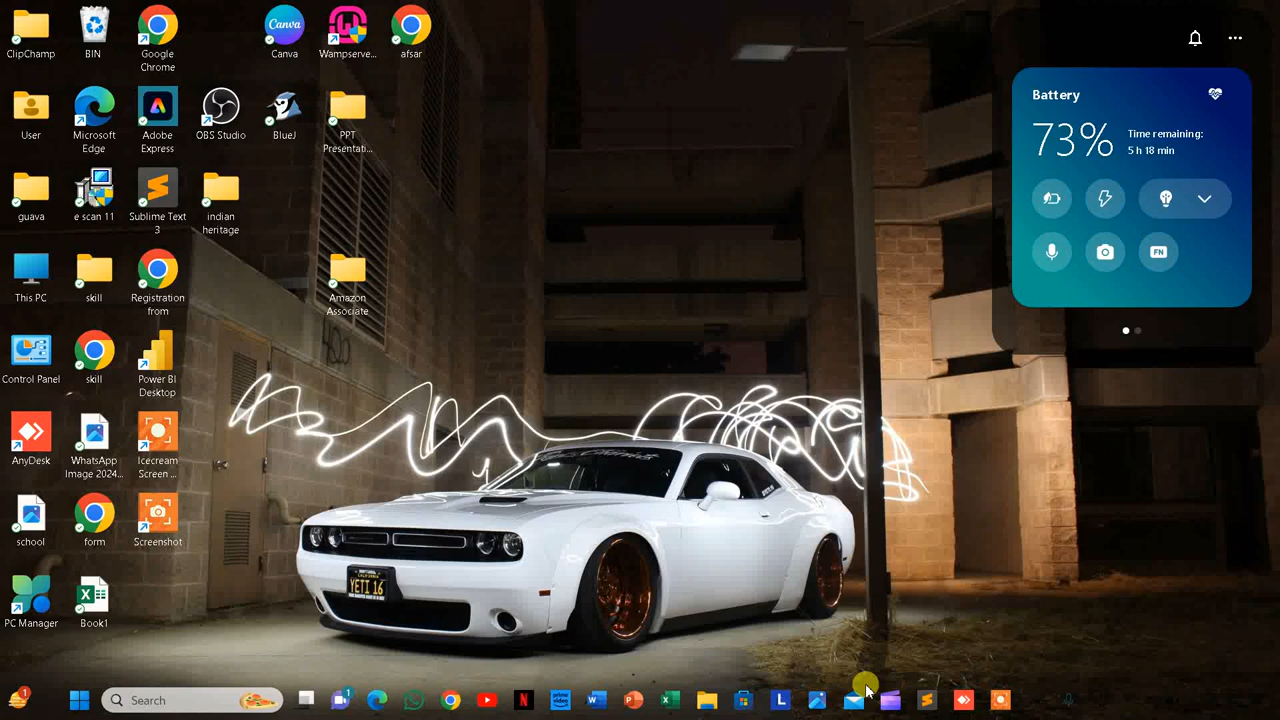 ClipChamp
BIN
Google
Chrome
Canva
Canva
Wampserve...
afsar
User
Microsoft
Edge
Adobe
Express
OBS Studio
BlueJ
PPT
Presentati...
guava
e scan 11
Sublime Text
3
indian
heritage
This PC
skill
Registration
from
Amazon
Associate
Control Panel
skill
Power BI
Desktop
AnyDesk
WhatsApp
Image 2024...
Icecream
Screen ...
school
form
Screenshot
PC Manager
Book1
Battery
73%
Time remaining:
5 h 18 min
FN
YETI 16
1
Search
1